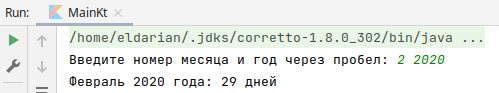 Run: MainKt
/home/eldarian/.jdks/corretto-1.8.0_302/bin/java ...
Введите номер месяца и год через пробел: 2 2020
Февраль 2020 года: 29 дней